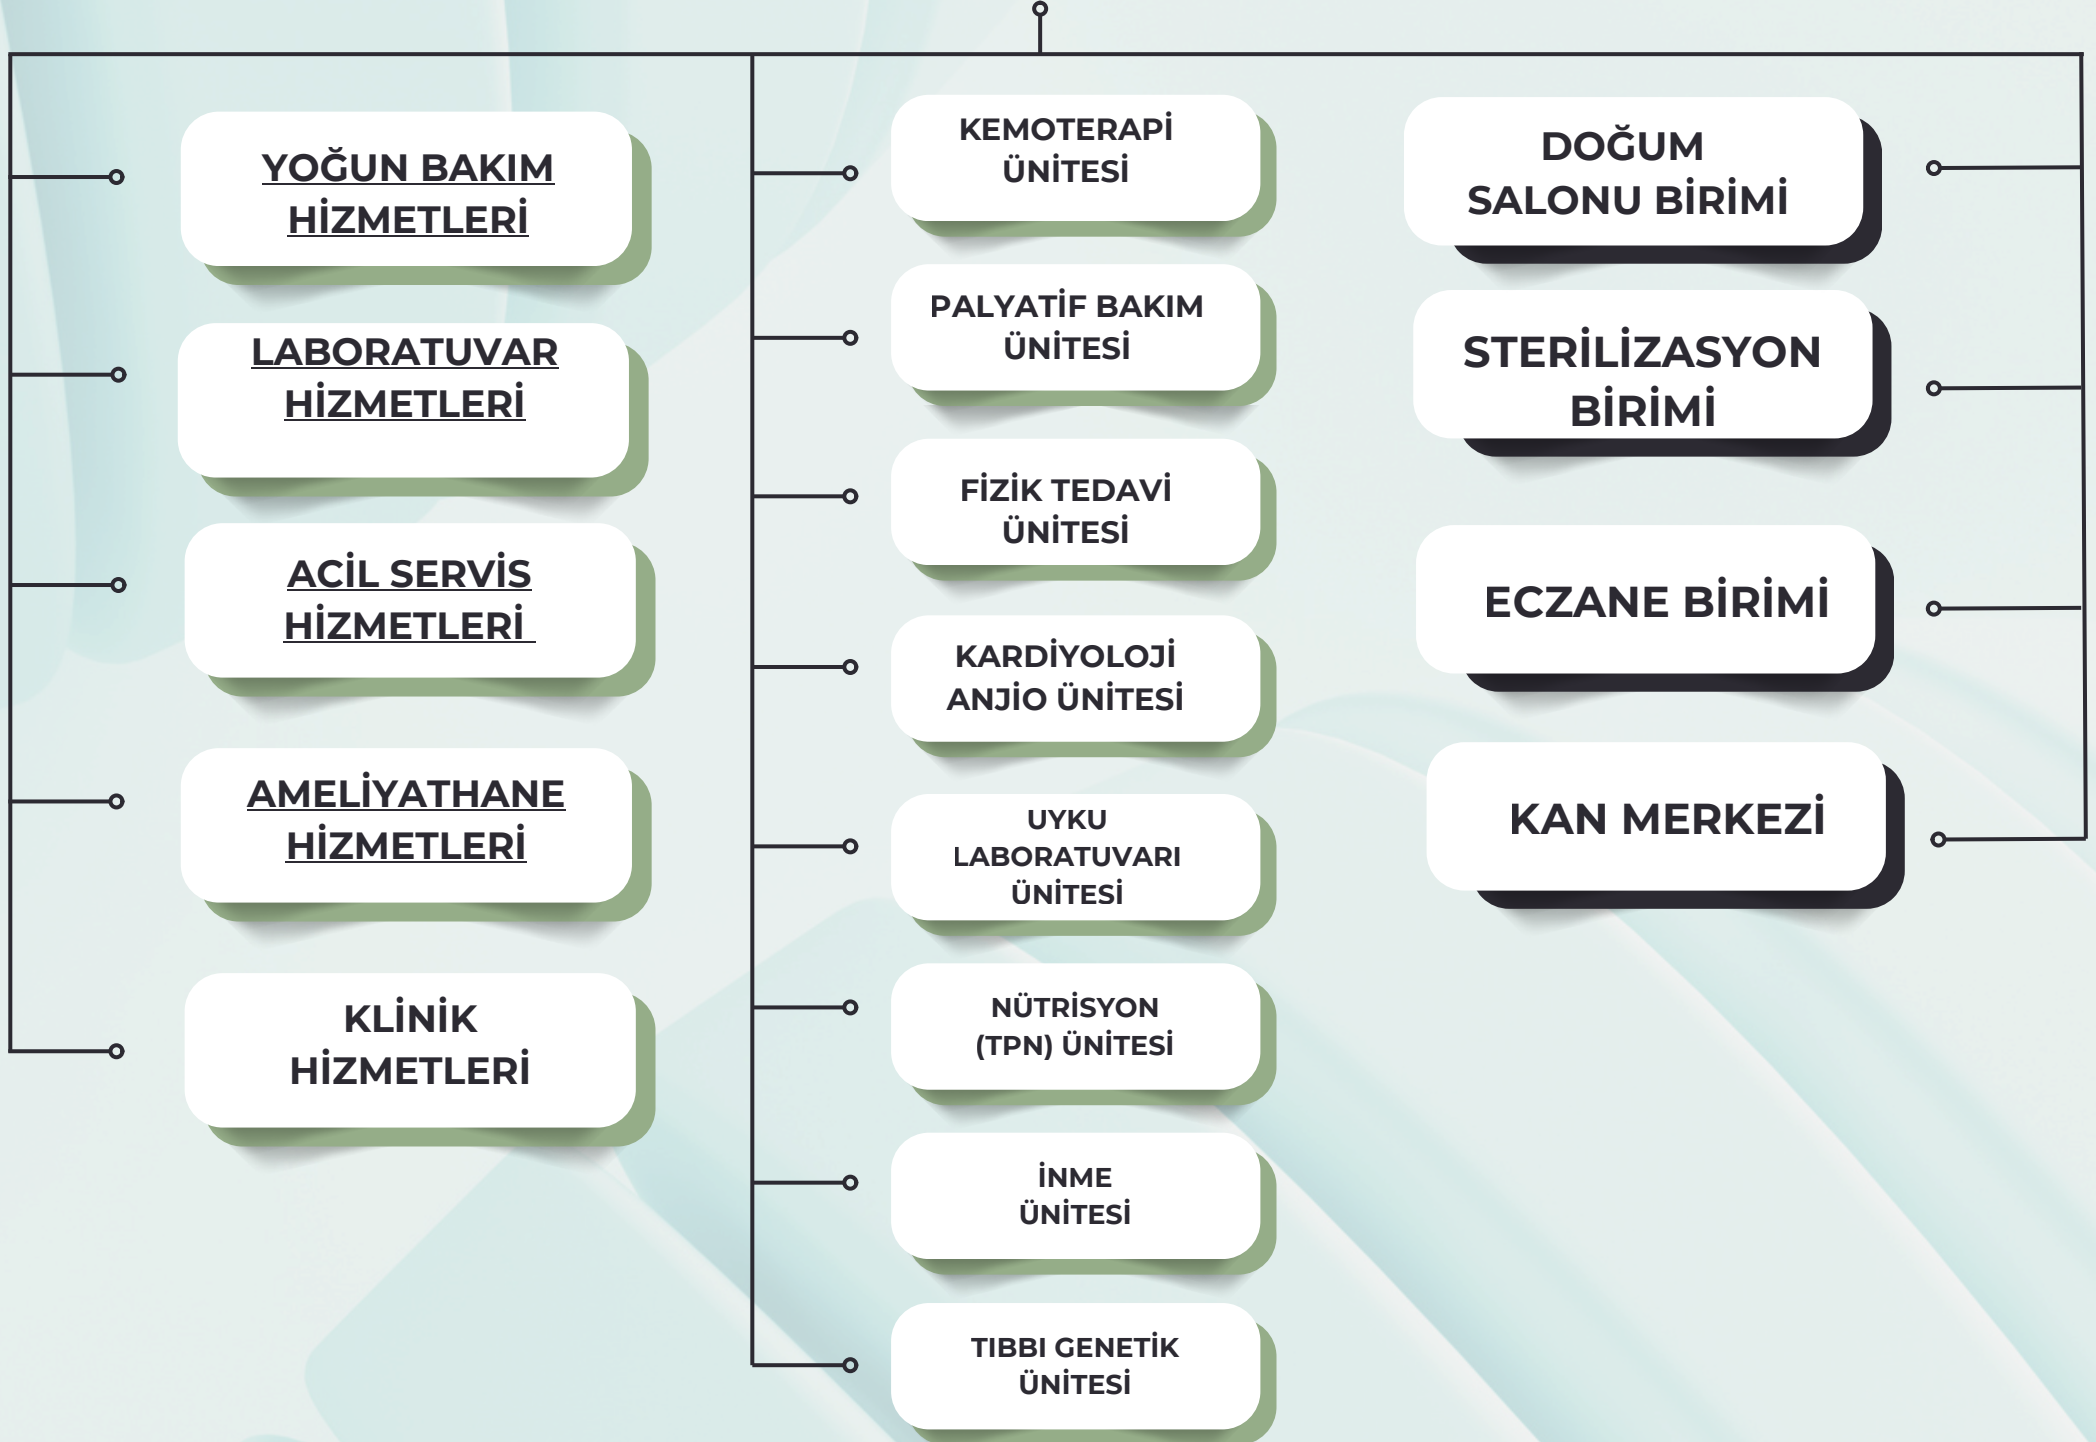 YOĞUN BAKIM
HİZMETLERİ
LABORATUVAR
HİZMETLERİ
ACİL SERVİS
HİZMETLERİ
AMELİYATHANE
HİZMETLERİ
KLİNİK
HİZMETLERİ
KEMOTERAPİ
ÜNİTESİ
PALYATİF BAKIM
ÜNİTESİ
FİZİK TEDAVİ
ÜNİTESİ
KARDİYOLOJİ
ANJİO ÜNİTESİ
UYKU
LABORATUVARI
ÜNİTESİ
NÜTRİSYON
(TPN) ÜNİTESİ
İNME
ÜNİTESİ
TIBBI GENETİK
ÜNİTESİ
DOĞUM
SALONU BİRİMİ
STERİLİZASYON
BİRİMİ
ECZANE BİRİMİ
KAN MERKEZİ